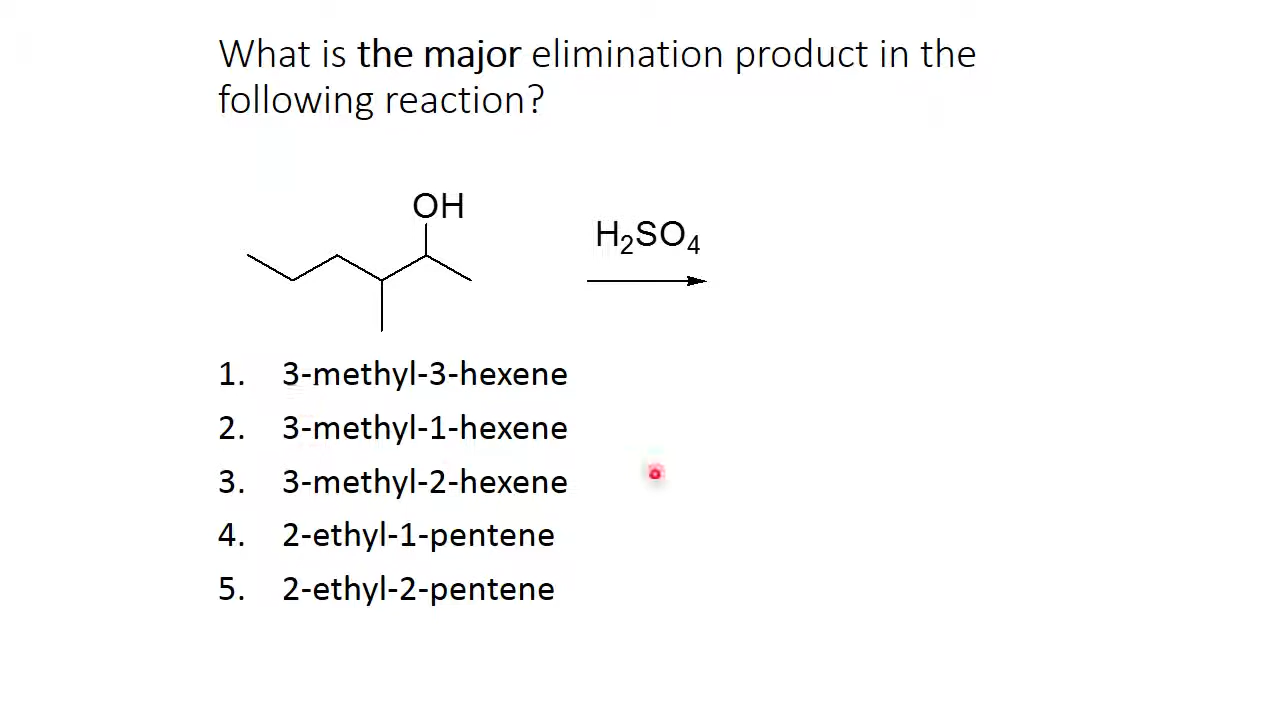 What is the major elimination product in the
following reaction?
OH
H₂SO₄
1. 3-methyl-3-hexene
2. 3-methyl-1-hexene
3. 3-methyl-2-hexene
4. 2-ethyl-1-pentene
5. 2-ethyl-2-pentene